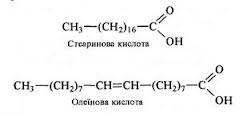 CH₃—(CH₂)₁₆—C
O
OH
Стеаринова кислота
CH₃—(CH₂)₇—CH=CH—(CH₂)₇—C
O
OH
Олеїнова кислота